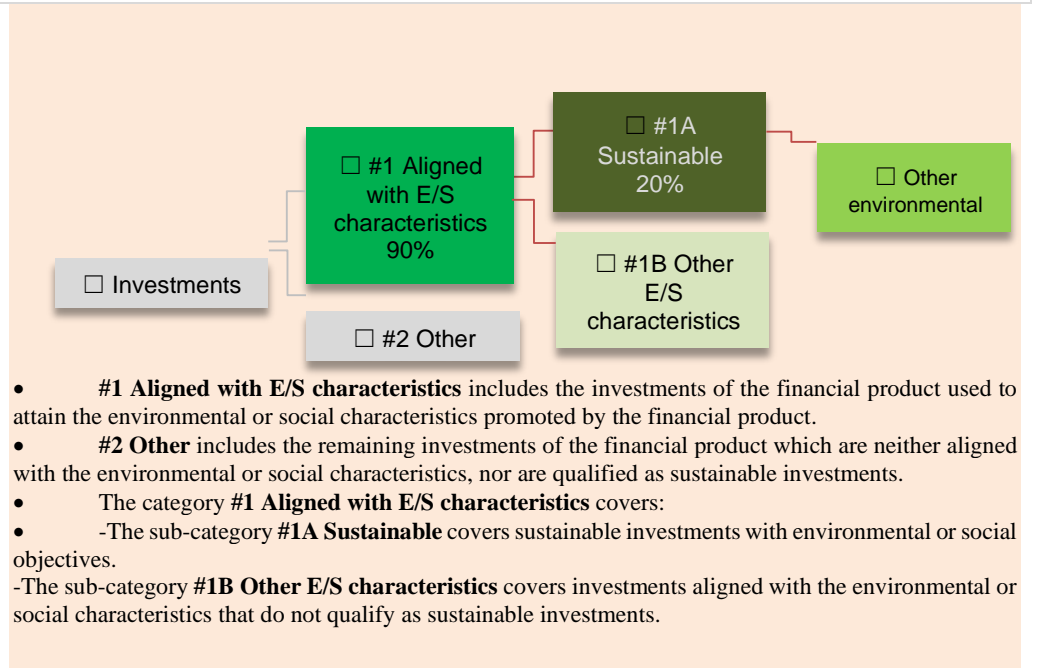 ☐ #1A
Sustainable
20%
☐ #1 Aligned
with E/S
characteristics
90%
☐ Other
environmental
☐ #1B Other
E/S
characteristics
☐ Investments
☐ #2 Other
• #1 Aligned with E/S characteristics includes the investments of the financial product used to
attain the environmental or social characteristics promoted by the financial product.
• #2 Other includes the remaining investments of the financial product which are neither aligned
with the environmental or social characteristics, nor are qualified as sustainable investments.
• The category #1 Aligned with E/S characteristics covers:
• -The sub-category #1A Sustainable covers sustainable investments with environmental or social
objectives.
-The sub-category #1B Other E/S characteristics covers investments aligned with the environmental or
social characteristics that do not qualify as sustainable investments.